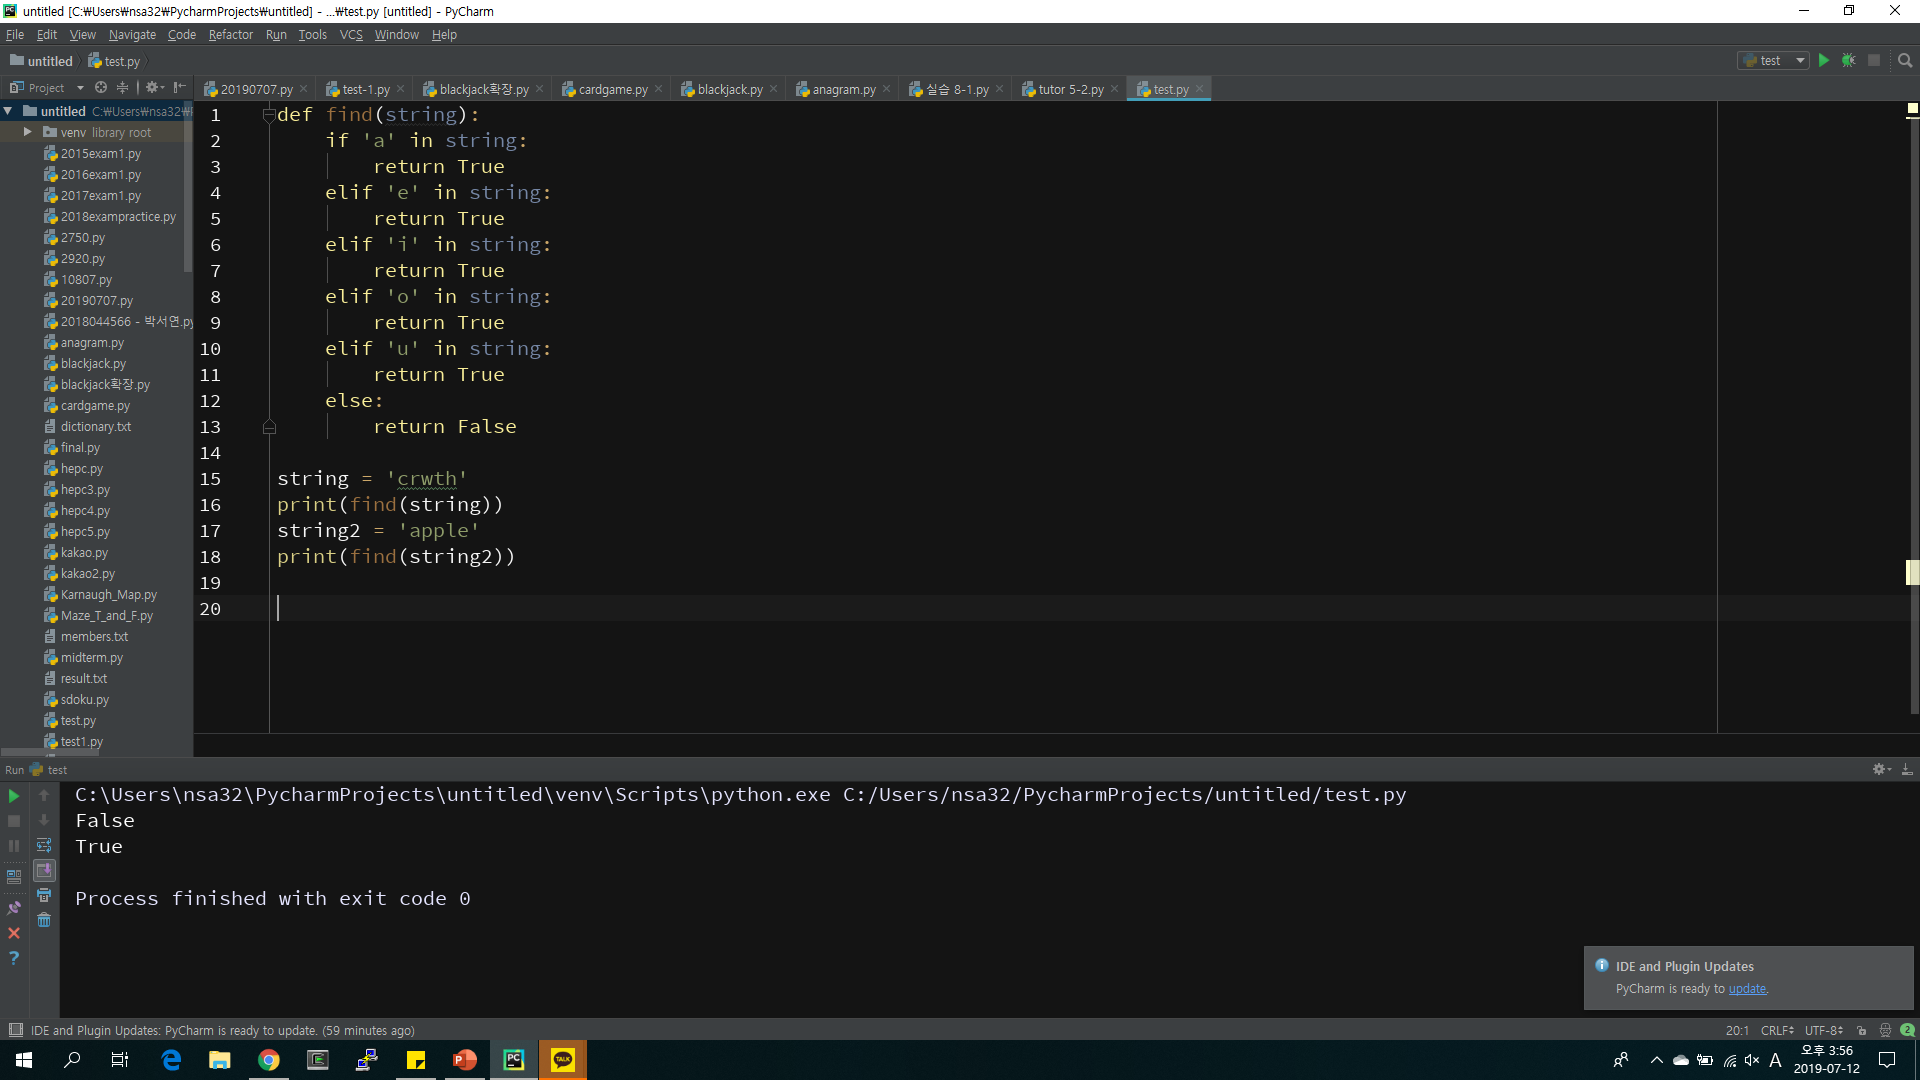 untitled [C:₩Users₩nsa32₩PycharmProjects₩untitled] - ...₩test.py [untitled] - PyCharm
File Edit View Navigate Code Refactor Run Tools VCS Window Help
untitled test.py
test
Project
20190707.py test-1.py blackjack확장.py cardgame.py blackjack.py anagram.py 실습 8-1.py tutor 5-2.py test.py
untitled C:₩Users₩nsa32₩
venv library root
2015exam1.py
2016exam1.py
2017exam1.py
2018exampractice.py
2750.py
2920.py
10807.py
20190707.py
2018044566 - 박서연.py
anagram.py
blackjack.py
blackjack확장.py
cardgame.py
dictionary.txt
final.py
hepc.py
hepc3.py
hepc4.py
hepc5.py
kakao.py
kakao2.py
Karnaugh_Map.py
Maze_T_and_F.py
members.txt
midterm.py
result.txt
sdoku.py
test.py
test1.py
1 def find(string):
2 if 'a' in string:
3 return True
4 elif 'e' in string:
5 return True
6 elif 'i' in string:
7 return True
8 elif 'o' in string:
9 return True
10 elif 'u' in string:
11 return True
12 else:
13 return False
14
15 string = 'crwth'
16 print(find(string))
17 string2 = 'apple'
18 print(find(string2))
19
20
Run test
C:\Users\nsa32\PycharmProjects\untitled\venv\Scripts\python.exe C:/Users/nsa32/PycharmProjects/untitled/test.py
False
True
Process finished with exit code 0
IDE and Plugin Updates
PyCharm is ready to update.
IDE and Plugin Updates: PyCharm is ready to update. (59 minutes ago)
20:1 CRLF UTF-8 2
A
오후 3:56
2019-07-12
PC
TALK